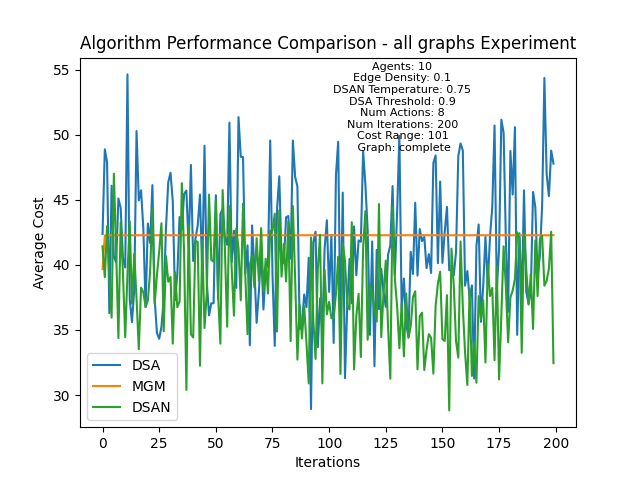 Algorithm Performance Comparison - all graphs Experiment
Agents: 10
Edge Density: 0.1
DSAN Temperature: 0.75
DSA Threshold: 0.9
Num Actions: 8
Num Iterations: 200
Cost Range: 101
Graph: complete
55
50
45
40
35
30
Average Cost
DSA
MGM
DSAN
0 25 50 75 100 125 150 175 200
Iterations